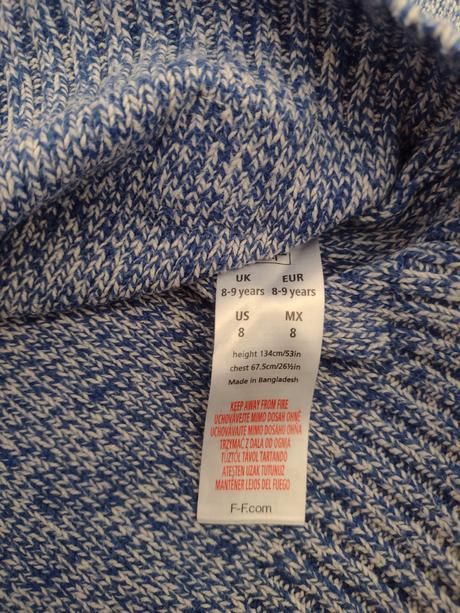 UK EUR
8-9 years 8-9 years
US MX
8 8
height 134cm/53in
chest 67.5cm/26½in
Made in Bangladesh
KEEP AWAY FROM FIRE
UCHOVÁVEJTE MIMO DOSAH OHNĚ
UCHOVÁVAJTE MIMO DOSAHU OHŇA
TRZYMAĆ Z DALA OD OGNIA
TŰZTŐL TÁVOL TARTANDÓ
ATEŞTEN UZAK TUTUNUZ
MANTENER LEJOS DEL FUEGO
F-F.com